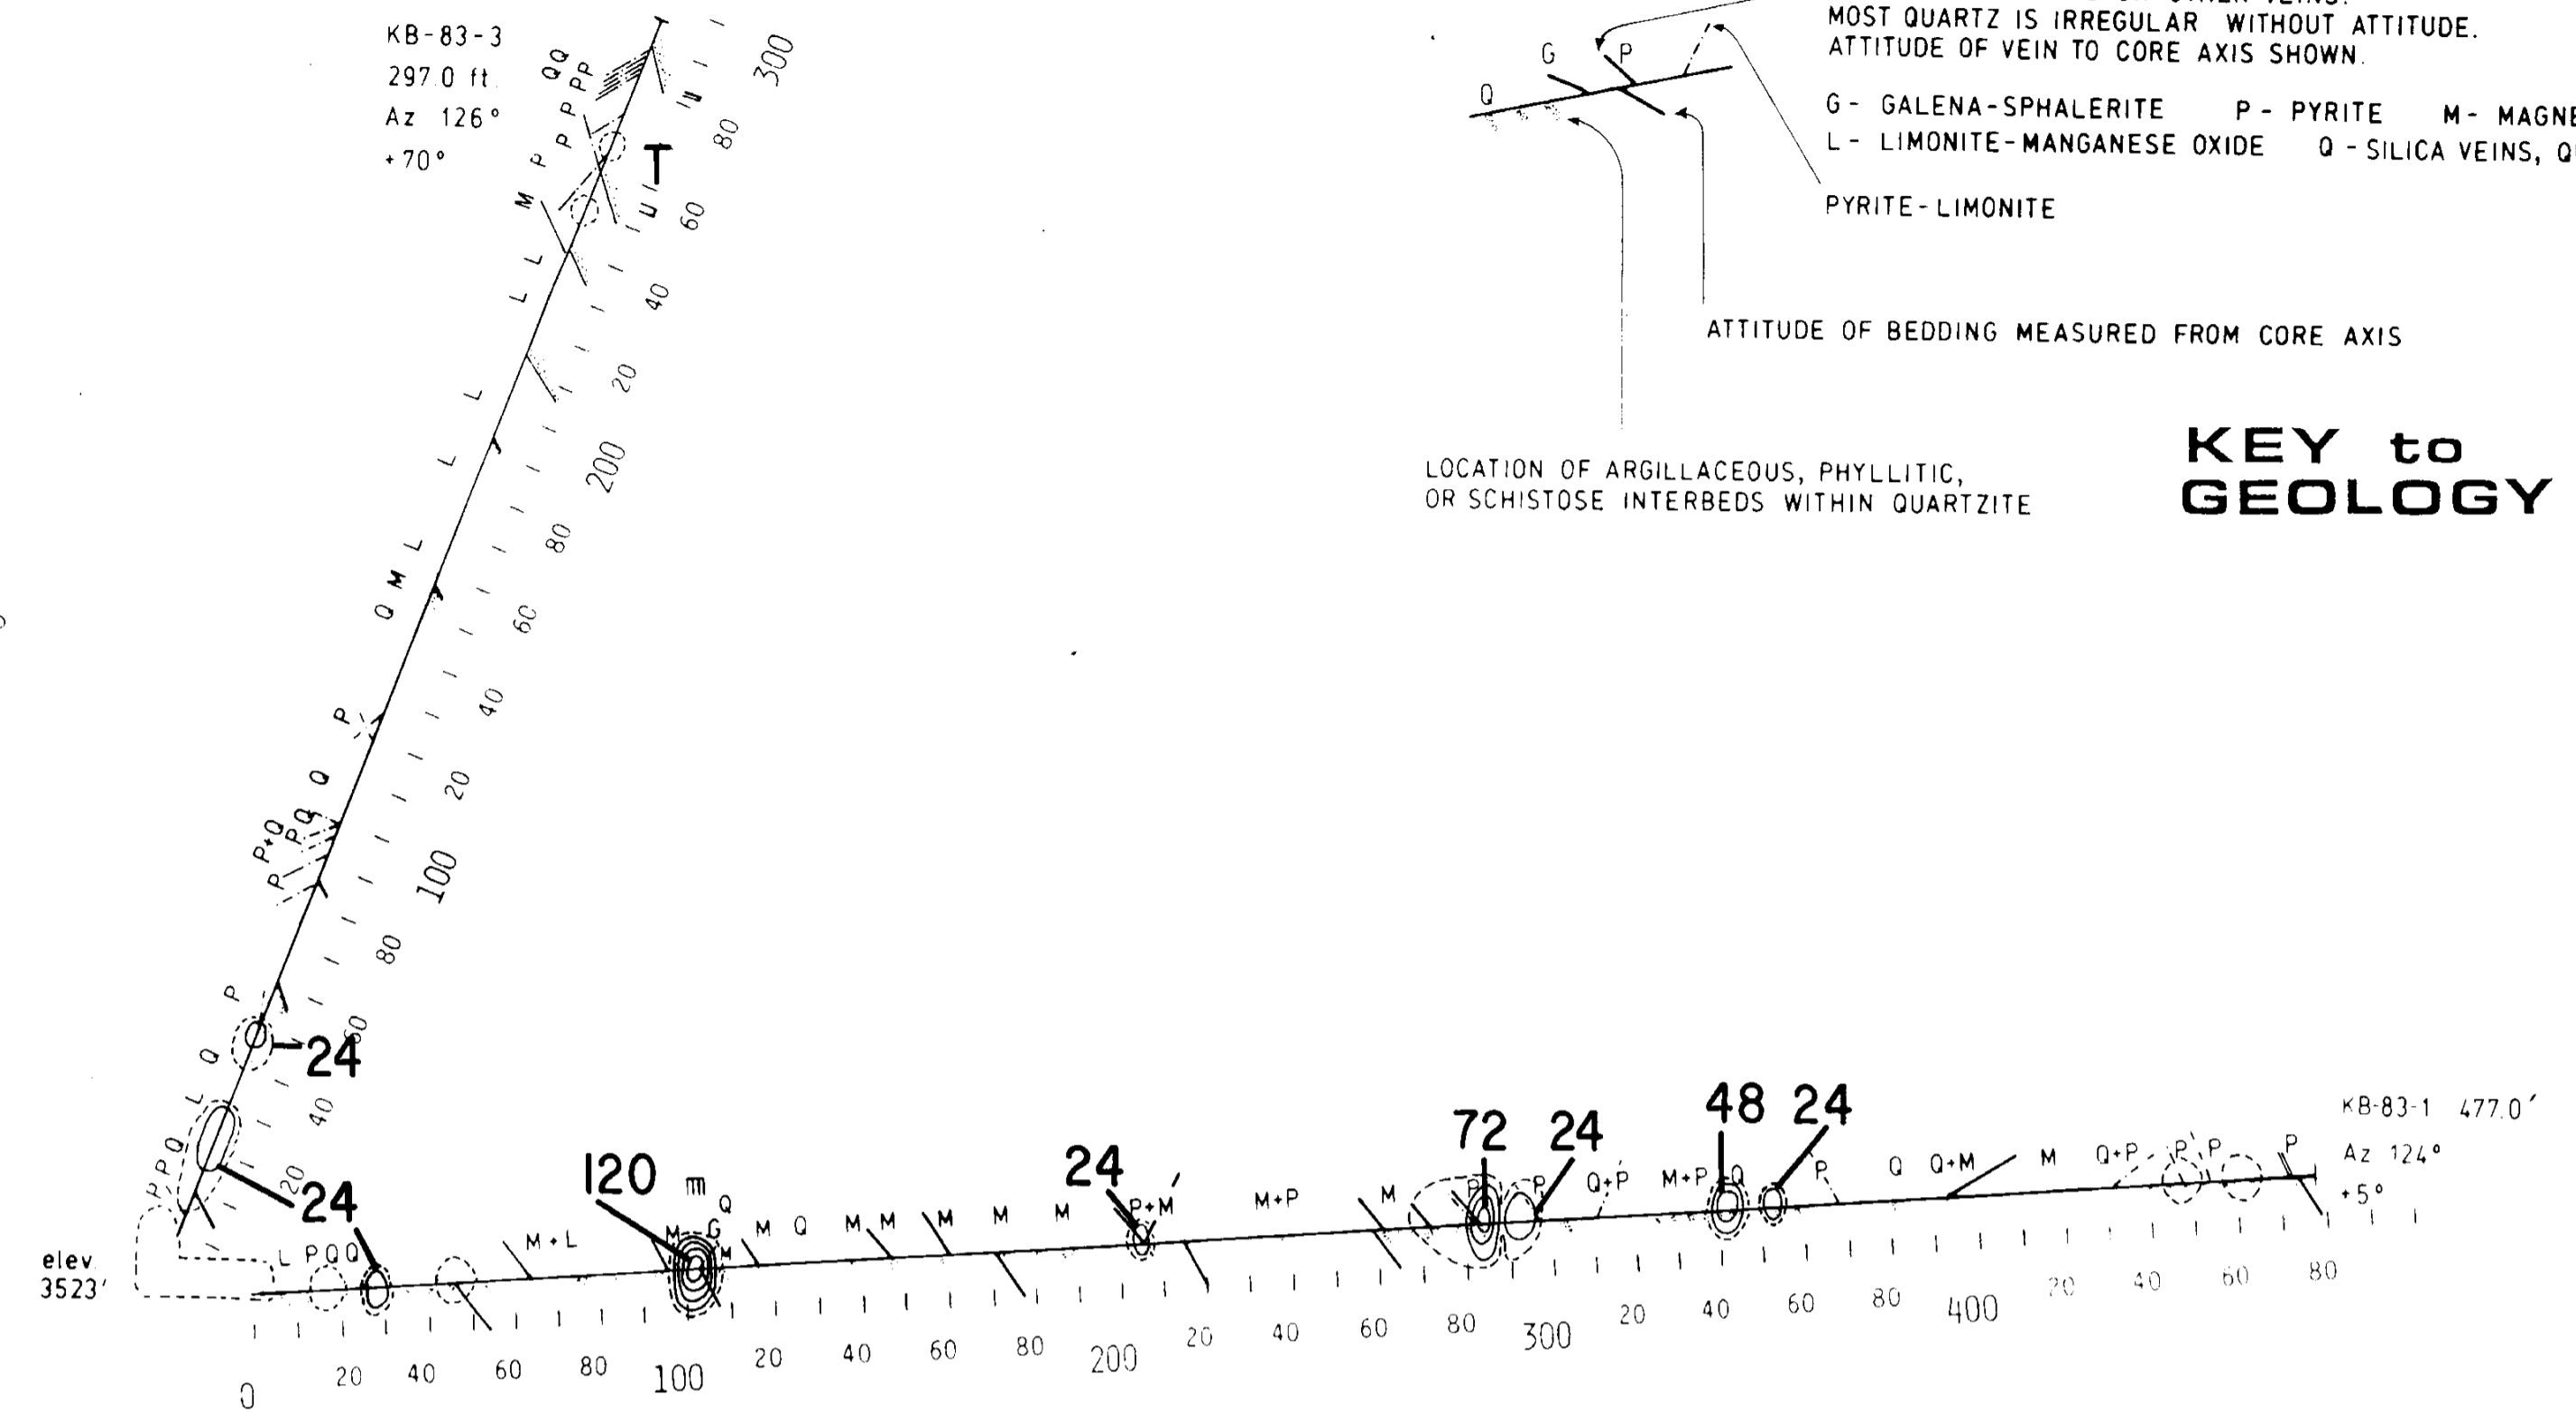 KB-83-3
297.0 ft.
Az 126°
+70°
300
80
60
40
20
200
80
60
40
20
100
80
60
40
20
QQ
PP
P
P
P
P
M
L
L
L
L
L
L
M
Q
P
Q
Q
P
P+Q
P
P
Q
L
Q
P
P
T
24
24
MOST QUARTZ IS IRREGULAR WITHOUT ATTITUDE.
ATTITUDE OF VEIN TO CORE AXIS SHOWN.
Q G P
G - GALENA-SPHALERITE P - PYRITE M - MAGNE
L - LIMONITE-MANGANESE OXIDE Q - SILICA VEINS, Q
PYRITE-LIMONITE
ATTITUDE OF BEDDING MEASURED FROM CORE AXIS
LOCATION OF ARGILLACEOUS, PHYLLITIC,
OR SCHISTOSE INTERBEDS WITHIN QUARTZITE
KEY to
GEOLOGY
120 24 72 24 48 24
KB-83-1 477.0'
Az 124°
+5°
elev.
3523'
L P Q Q M+L M G M Q M Q M M M M M P+M M+P M P P Q+P M+P Q P Q Q+M M Q+P P P P
0 20 40 60 80 100 20 40 60 80 200 20 40 60 80 300 20 40 60 80 400 20 40 60 80